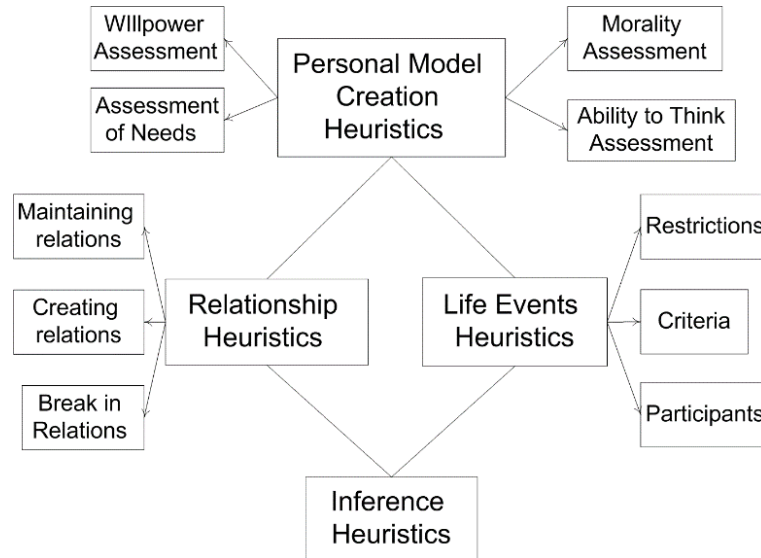 WIllpower
Assessment
Assessment
of Needs
Personal Model
Creation
Heuristics
Morality
Assessment
Ability to Think
Assessment
Maintaining
relations
Creating
relations
Break in
Relations
Relationship
Heuristics
Life Events
Heuristics
Restrictions
Criteria
Participants
Inference
Heuristics